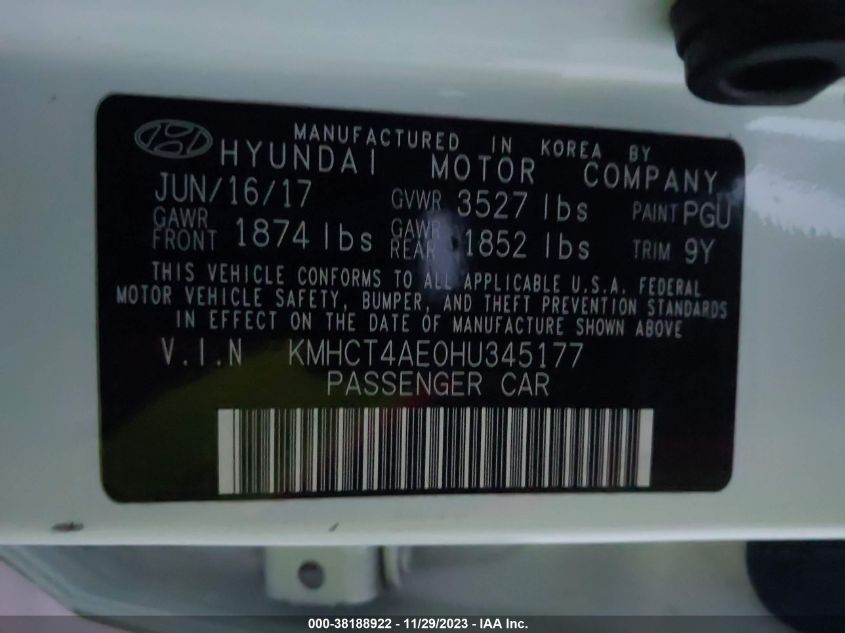 MANUFACTURED IN KOREA BY
HYUNDAI MOTOR COMPANY
JUN/16/17 GVWR 3527 lbs PAINT PGU
GAWR FRONT 1874 lbs GAWR REAR 1852 lbs TRIM 9Y
THIS VEHICLE CONFORMS TO ALL APPLICABLE U.S.A. FEDERAL
MOTOR VEHICLE SAFETY, BUMPER, AND THEFT PREVENTION STANDARDS
IN EFFECT ON THE DATE OF MANUFACTURE SHOWN ABOVE
V.I.N KMHCT4AE0HU345177
PASSENGER CAR
000-38188922 - 11/29/2023 - IAA Inc.